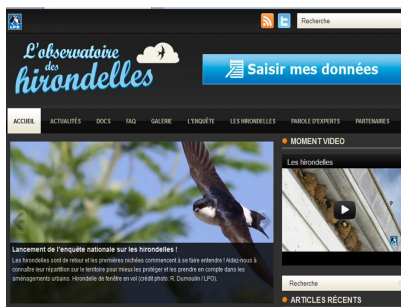 LPO
Recherche
L'observatoire
des
hirondelles
Saisir mes données
ACCUEIL ACTUALITÉS DOCS FAQ GALERIE L'ENQUÊTE LES HIRONDELLES PAROLE D'EXPERTS PARTENAIRES
MOMENT VIDEO
Les hirondelles
Lancement de l'enquête nationale sur les hirondelles !
Les hirondelles sont de retour et les premières nichées commencent à se faire entendre ! Aidez-nous à
connaître leur répartition sur le territoire pour mieux les protéger et les prendre en compte dans les
aménagements urbains. Hirondelle de fenêtre en vol (crédit photo: R. Dumoulin / LPO).
Recherche
ARTICLES RÉCENTS